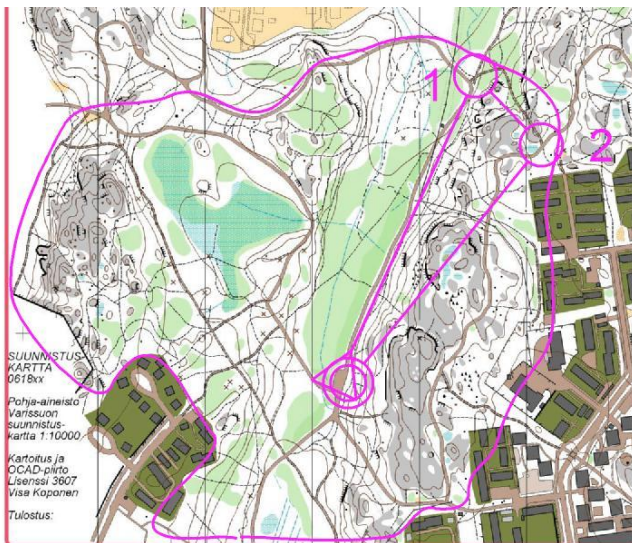 1
2
SUUNNISTUS
KARTTA
0618xx
Pohja-aineisto
Varissuon
suunnistus-
kartta 1:10000
Kartoitus ja
OCAD-piirto
Lisenssi 3607
Visa Koponen
Tulostus: